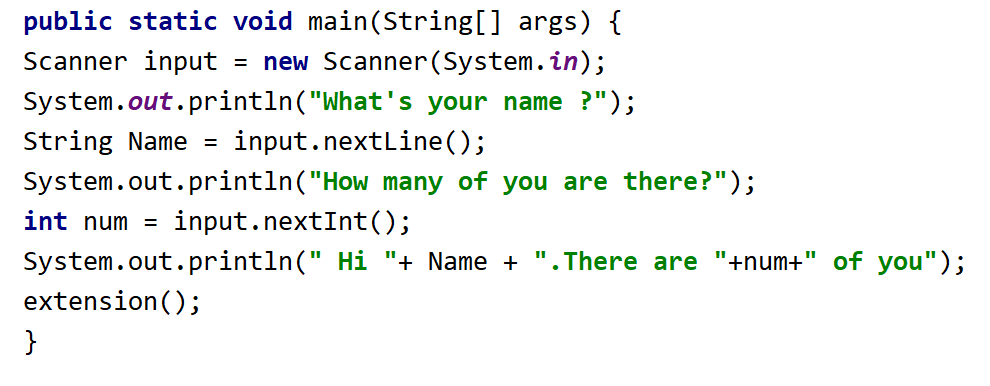 public static void main(String[] args) {
Scanner input = new Scanner(System.in);
System.out.println("What's your name ?");
String Name = input.nextLine();
System.out.println("How many of you are there?");
int num = input.nextInt();
System.out.println(" Hi "+ Name + ".There are "+num+" of you");
extension();
}